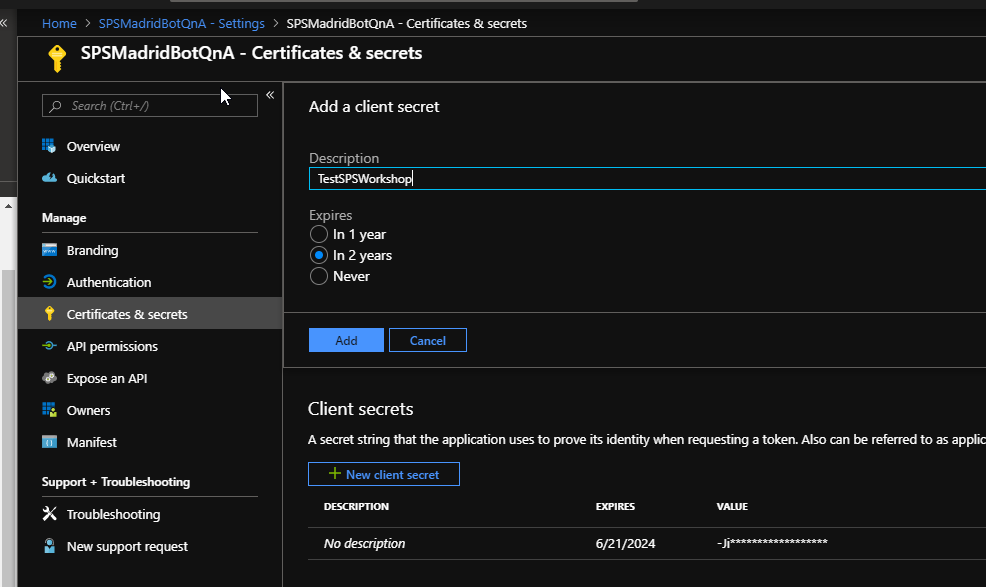 Home > SPSMadridBotQnA - Settings > SPSMadridBotQnA - Certificates & secrets
SPSMadridBotQnA - Certificates & secrets
Search (Ctrl+/)
Overview
Quickstart
Manage
Branding
Authentication
Certificates & secrets
API permissions
Expose an API
Owners
Manifest
Support + Troubleshooting
Troubleshooting
New support request
Add a client secret
Description
TestSPSWorkshop
Expires
In 1 year
In 2 years
Never
Add Cancel
Client secrets
A secret string that the application uses to prove its identity when requesting a token. Also can be referred to as applic
+ New client secret
DESCRIPTION EXPIRES VALUE
No description 6/21/2024 -Ji******************